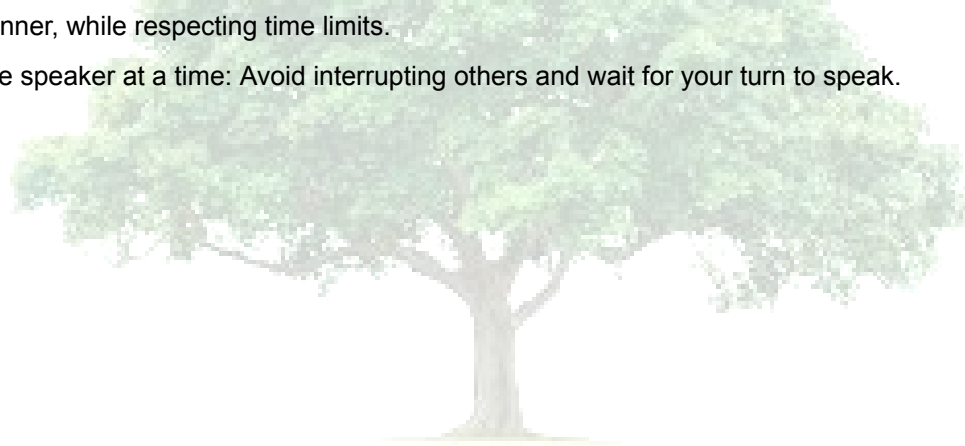 nner, while respecting time limits.
e speaker at a time: Avoid interrupting others and wait for your turn to speak.